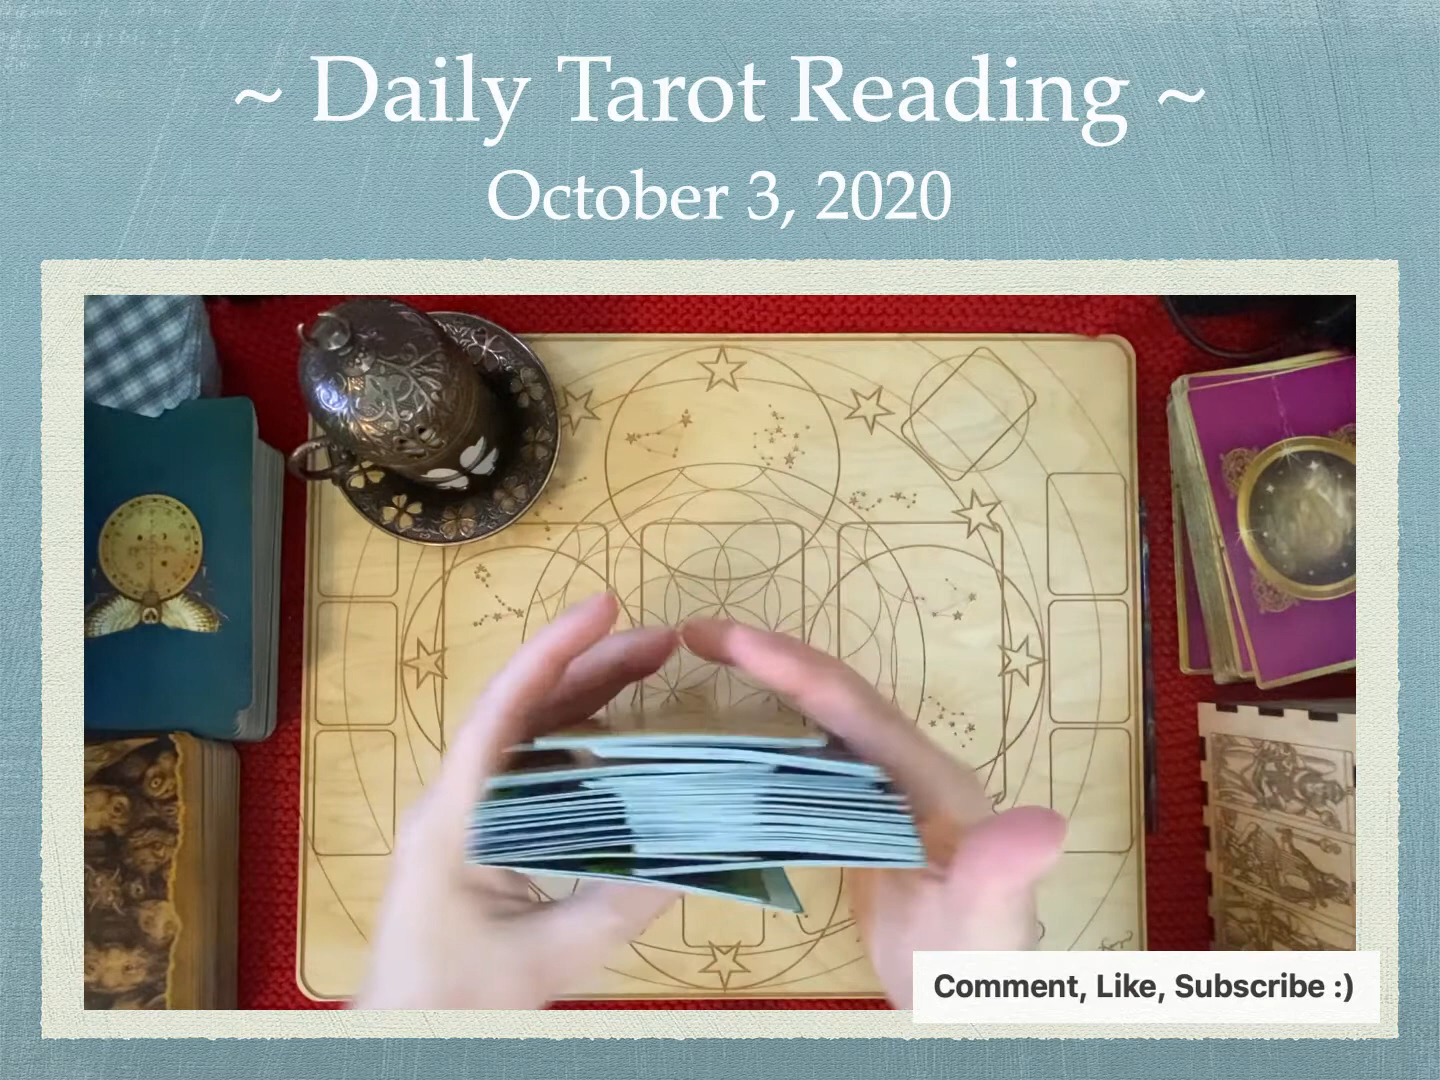 ~ Daily Tarot Reading ~
October 3, 2020
Comment, Like, Subscribe :)